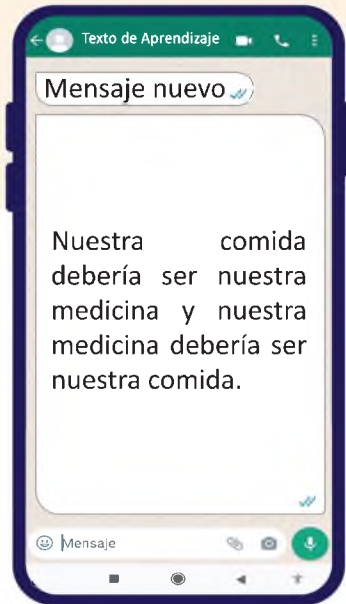 Texto de Aprendizaje
Mensaje nuevo
Nuestra comida
debería ser nuestra
medicina y nuestra
medicina debería ser
nuestra comida.
Mensaje